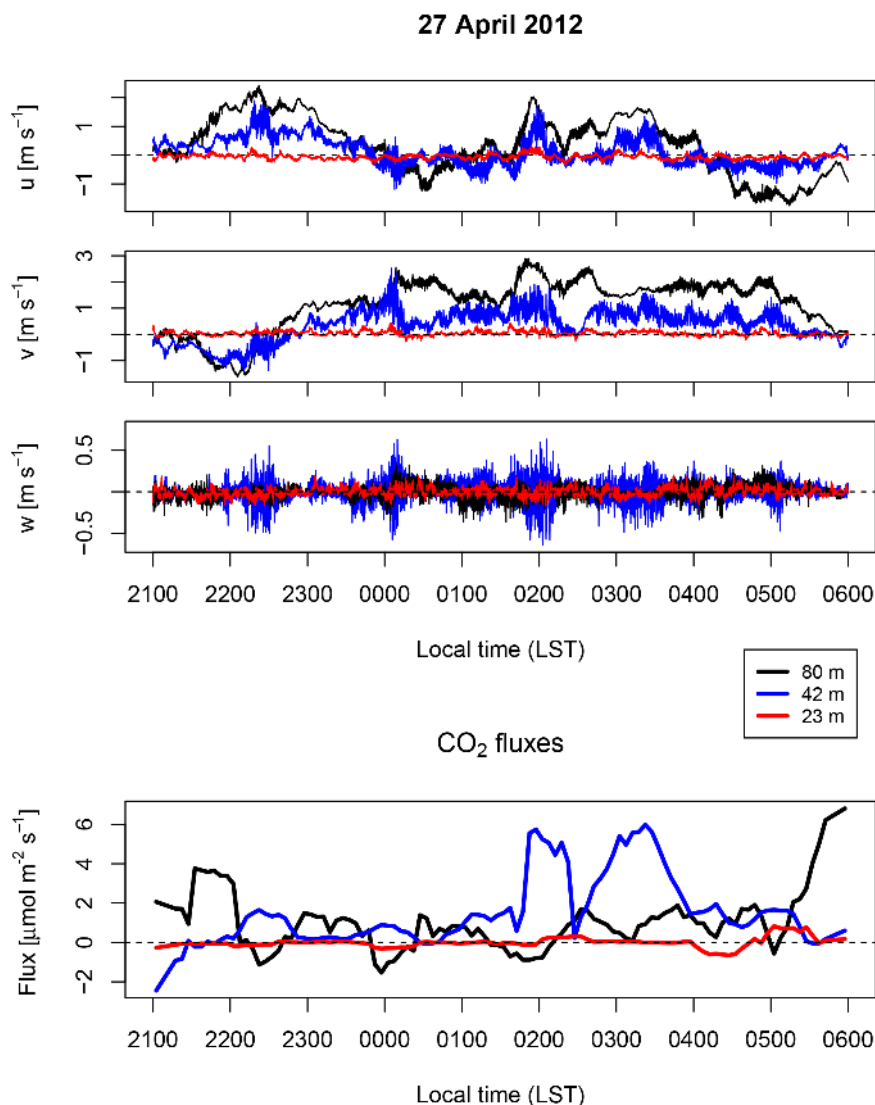 27 April 2012
u [m s⁻¹]
1
−1
v [m s⁻¹]
3
1
−1
w [m s⁻¹]
0.5
−0.5
2100 2200 2300 0000 0100 0200 0300 0400 0500 0600
Local time (LST)
80 m
42 m
23 m
CO₂ fluxes
Flux [μmol m⁻² s⁻¹]
6
4
2
0
−2
2100 2200 2300 0000 0100 0200 0300 0400 0500 0600
Local time (LST)